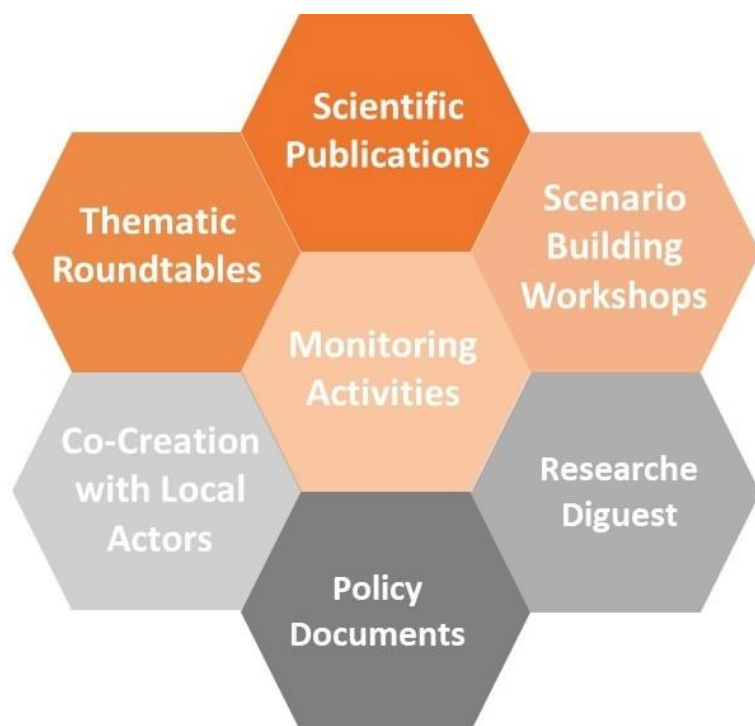 Scientific
Publications
Thematic
Roundtables
Scenario
Building
Workshops
Monitoring
Activities
Co-Creation
with Local
Actors
Researche
Diguest
Policy
Documents